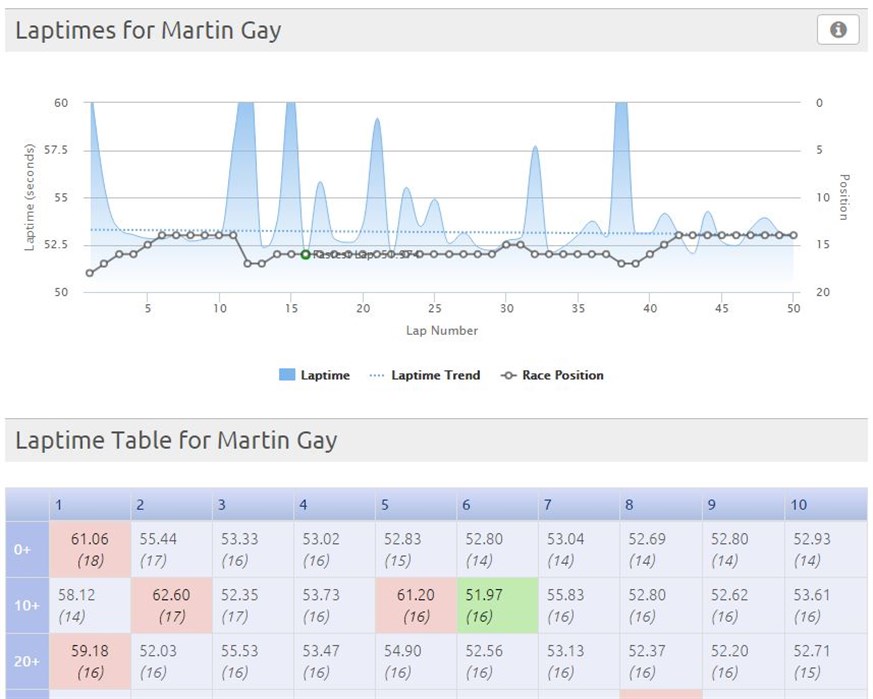 Laptimes for Martin Gay
60
57.5
55
52.5
50
Laptime (seconds)
0
5
10
15
20
Position
Fastest Lap
5 10 15 20 25 30 35 40 45 50
Lap Number
Laptime Laptime Trend Race Position
Laptime Table for Martin Gay
1 2 3 4 5 6 7 8 9 10
0+ 61.06 55.44 53.33 53.02 52.83 52.80 53.04 52.69 52.80 52.93
(18) (17) (16) (16) (15) (14) (14) (14) (14) (14)
10+ 58.12 62.60 52.35 53.73 61.20 51.97 55.83 52.80 52.62 53.61
(14) (17) (17) (16) (16) (16) (16) (16) (16) (16)
20+ 59.18 52.03 55.53 53.47 54.90 52.56 53.13 52.37 52.20 52.71
(16) (16) (16) (16) (16) (16) (16) (16) (16) (15)